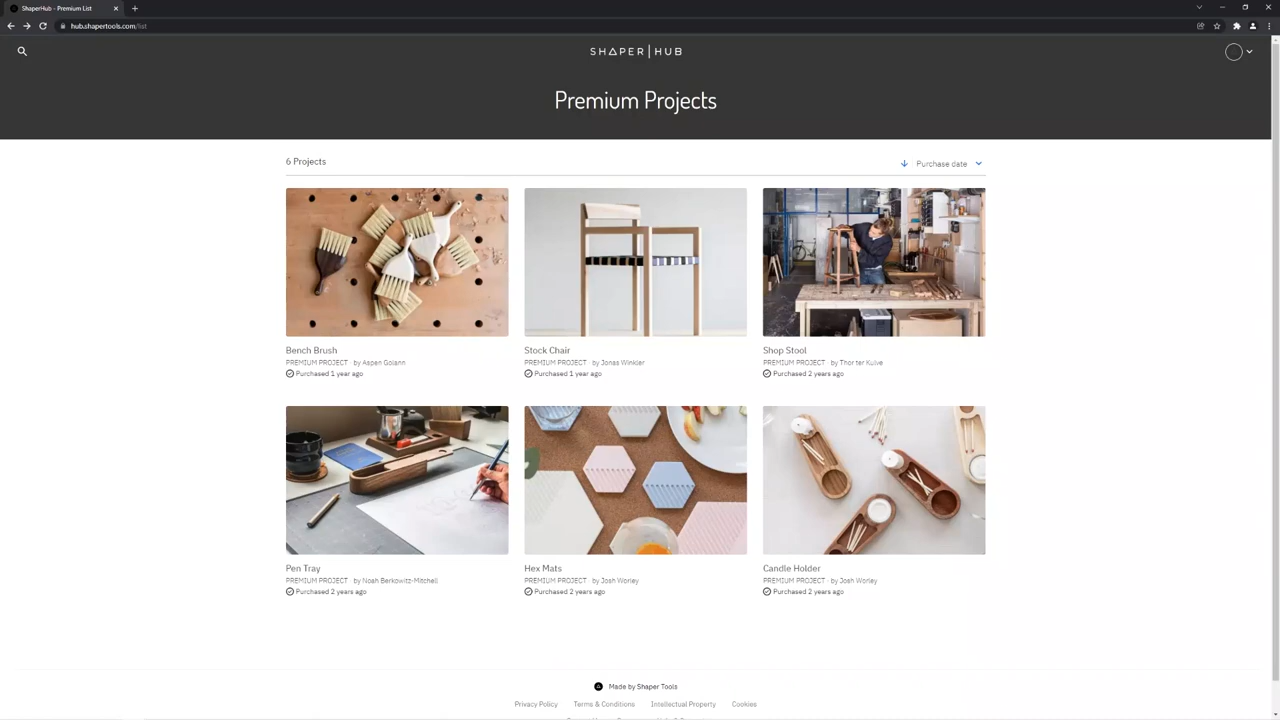 ShaperHub - Premium List
hub.shapertools.com/list
SHAPER|HUB
Premium Projects
6 Projects
Purchase date
Bench Brush
PREMIUM PROJECT · by Aspen Golann
Purchased 1 year ago
Stock Chair
PREMIUM PROJECT · by Jonas Winkler
Purchased 1 year ago
Shop Stool
PREMIUM PROJECT · by Thor ter Kulve
Purchased 2 years ago
Pen Tray
PREMIUM PROJECT · by Noah Berkowitz-Mitchell
Purchased 2 years ago
Hex Mats
PREMIUM PROJECT · by Josh Worley
Purchased 2 years ago
Candle Holder
PREMIUM PROJECT · by Josh Worley
Purchased 2 years ago
Made by Shaper Tools
Privacy Policy Terms & Conditions Intellectual Property Cookies